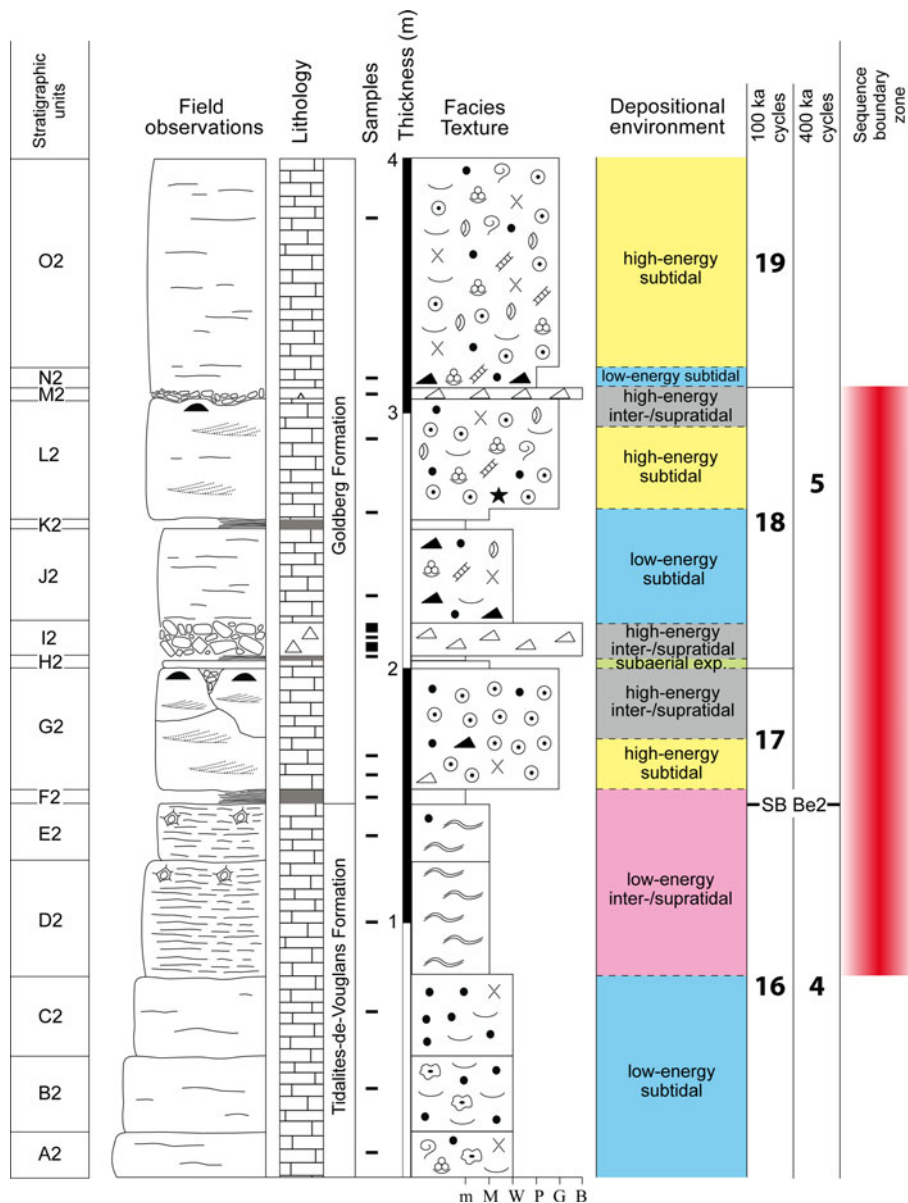 Stratigraphic
units
Field
observations
Lithology
Samples
Thickness (m)
Facies
Texture
Depositional
environment
100 ka
cycles
400 ka
cycles
Sequence
boundary
zone
4
O2
high-energy
subtidal
19
N2
low-energy subtidal
M2
high-energy
inter-/supratidal
3
L2
high-energy
subtidal
5
Goldberg Formation
K2
18
J2
low-energy
subtidal
I2
high-energy
inter-/supratidal
H2
subaerial exp.
2
G2
high-energy
inter-/supratidal
17
high-energy
subtidal
F2
SB Be2
E2
low-energy
inter-/supratidal
D2
1
Tidalites-de-Vouglans Formation
16
4
C2
B2
low-energy
subtidal
A2
m M W P G B